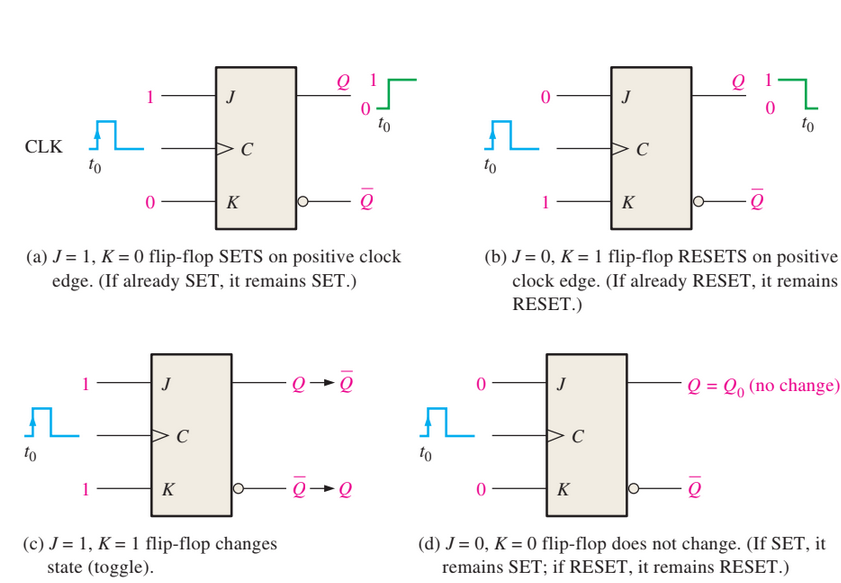 1 J Q 1
0
t0
CLK C
t0
0 K Q̅
(a) J = 1, K = 0 flip-flop SETS on positive clock
edge. (If already SET, it remains SET.)
0 J Q 1
0
t0
C
t0
1 K Q̅
(b) J = 0, K = 1 flip-flop RESETS on positive
clock edge. (If already RESET, it remains
RESET.)
1 J Q → Q̅
C
t0
1 K Q̅ → Q
(c) J = 1, K = 1 flip-flop changes
state (toggle).
0 J Q = Q0 (no change)
C
t0
0 K Q̅
(d) J = 0, K = 0 flip-flop does not change. (If SET, it
remains SET; if RESET, it remains RESET.)